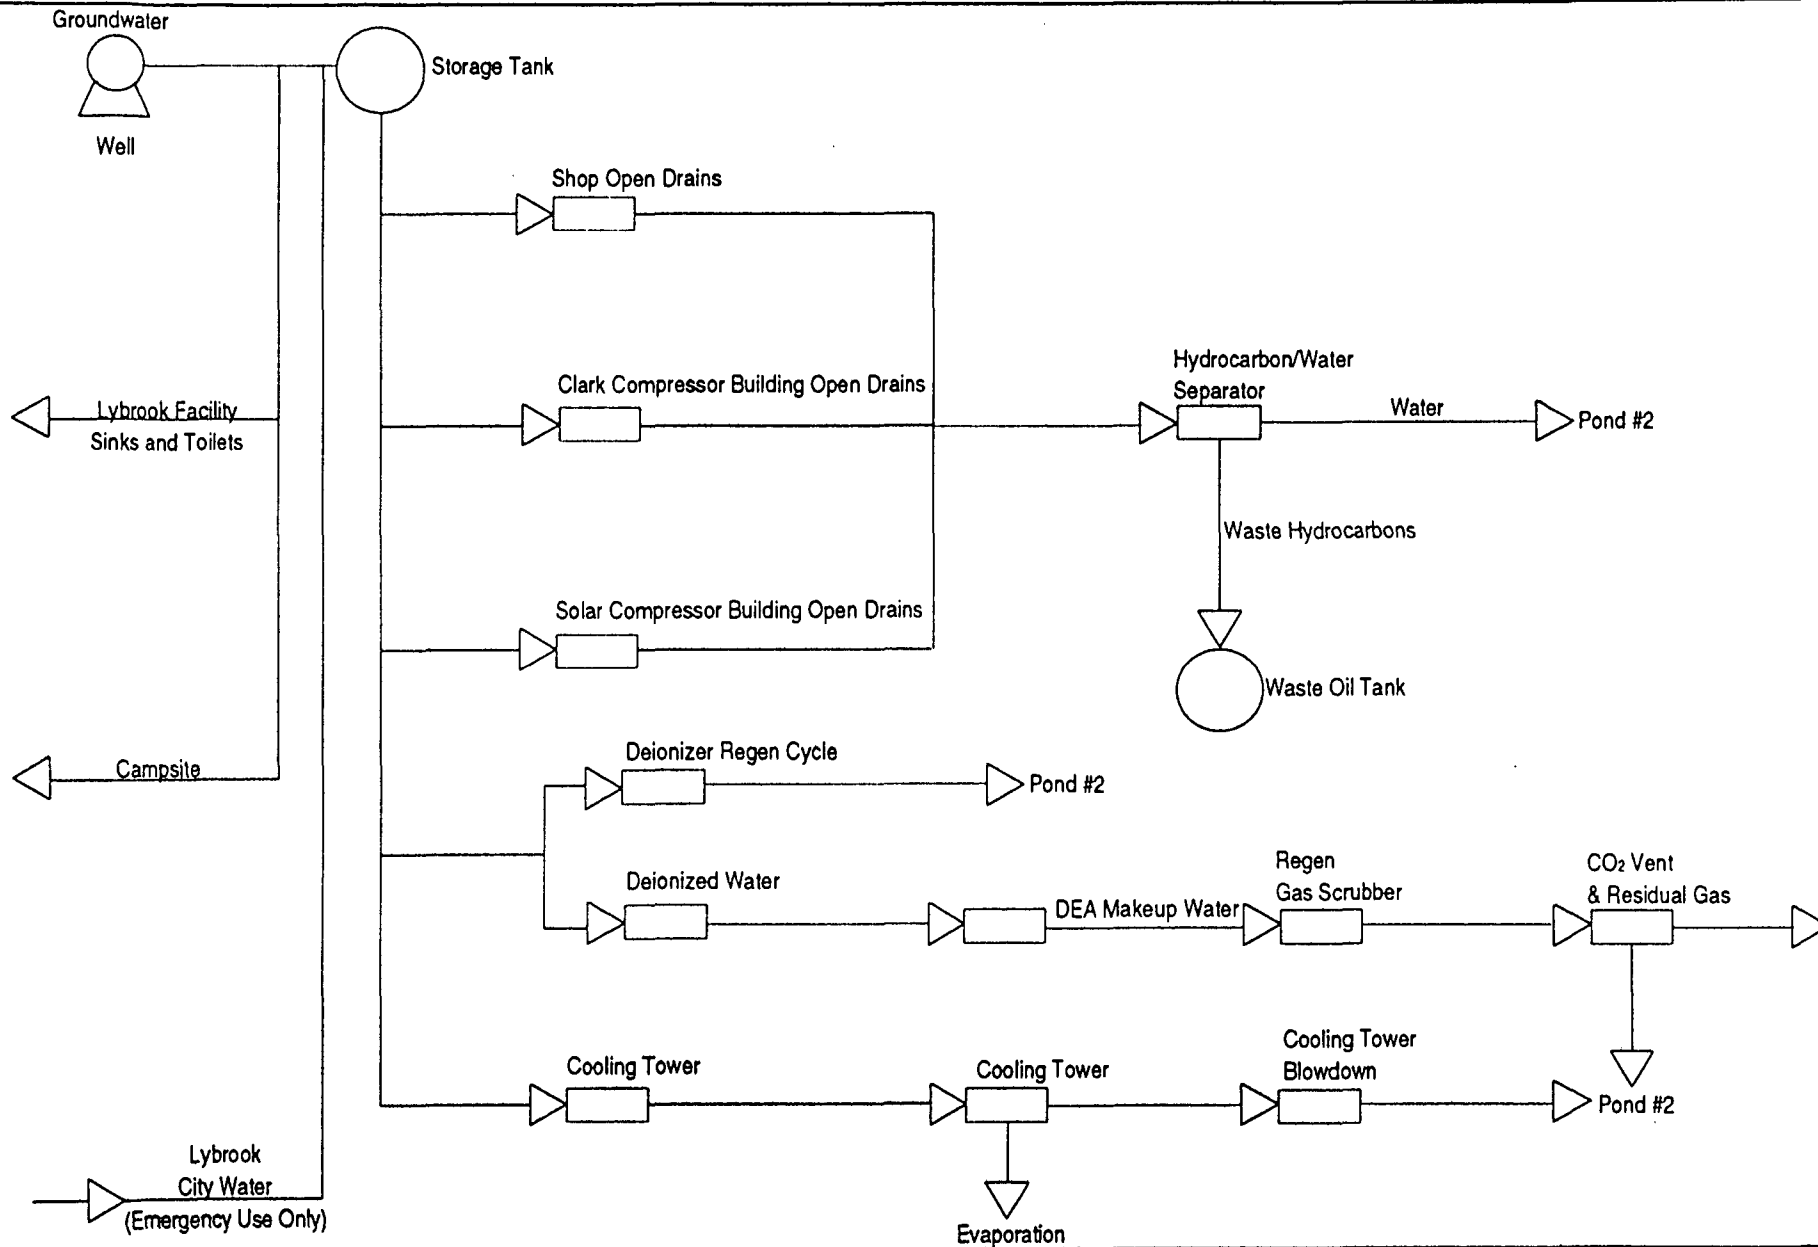 Groundwater
Well
Storage Tank
Shop Open Drains
Clark Compressor Building Open Drains
Hydrocarbon/Water
Separator
Water
Pond #2
Lybrook Facility
Sinks and Toilets
Waste Hydrocarbons
Solar Compressor Building Open Drains
Waste Oil Tank
Campsite
Deionizer Regen Cycle
Pond #2
Deionized Water
DEA Makeup Water
Regen
Gas Scrubber
CO₂ Vent
& Residual Gas
Cooling Tower
Cooling Tower
Cooling Tower
Blowdown
Pond #2
Lybrook
City Water
(Emergency Use Only)
Evaporation